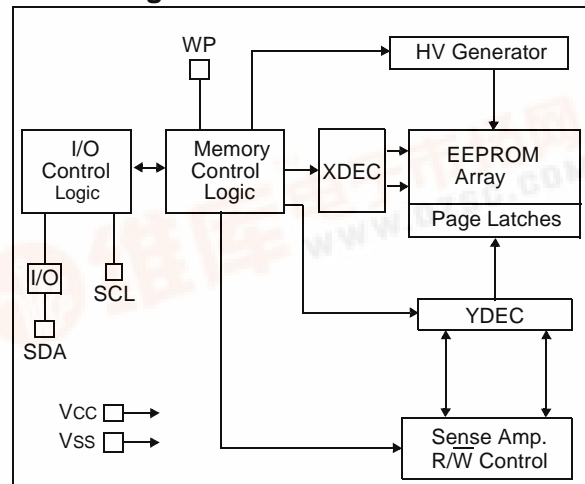 WP
HV Generator
I/O
Control
Logic
Memory
Control
Logic
XDEC
EEPROM
Array
Page Latches
I/O
SCL
SDA
YDEC
Vcc
Vss
Sense Amp.
R/W̅ Control